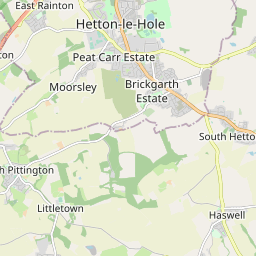 East Rainton
Hetton-le-Hole
Peat Carr Estate
Moorsley
Brickgarth
Estate
South Hetto
h Pittington
Littletown
Haswell